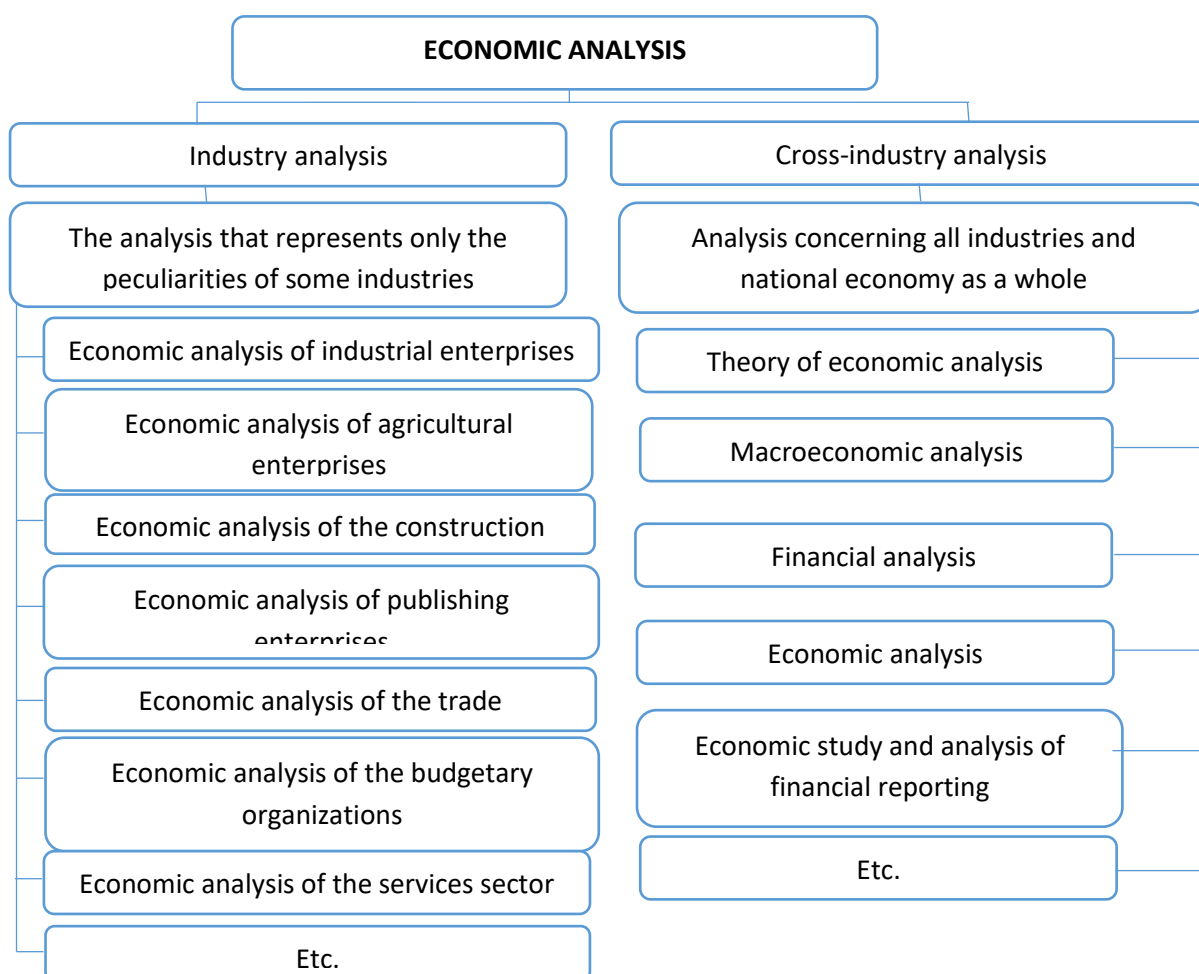 ECONOMIC ANALYSIS
Industry analysis
Cross-industry analysis
The analysis that represents only the
peculiarities of some industries
Analysis concerning all industries and
national economy as a whole
Economic analysis of industrial enterprises
Economic analysis of agricultural
enterprises
Economic analysis of the construction
Economic analysis of publishing
enterprises
Economic analysis of the trade
Economic analysis of the budgetary
organizations
Economic analysis of the services sector
Etc.
Theory of economic analysis
Macroeconomic analysis
Financial analysis
Economic analysis
Economic study and analysis of
financial reporting
Etc.